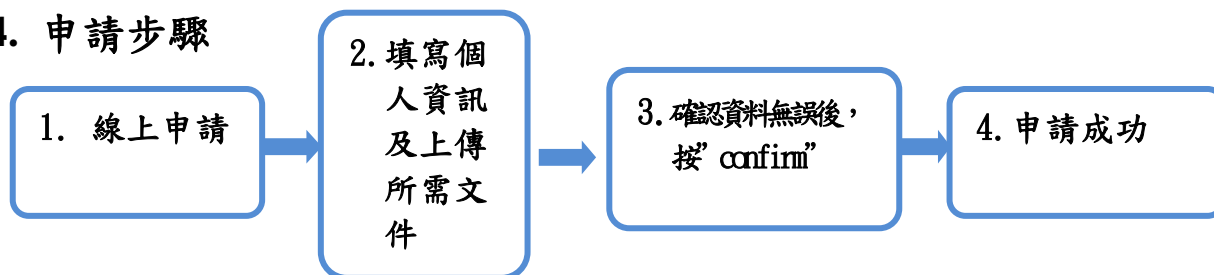 4. 申請步驟
1. 線上申請
2. 填寫個
人資訊
及上傳
所需文
件
3. 確認資料無誤後，
按”confirm”
4. 申請成功